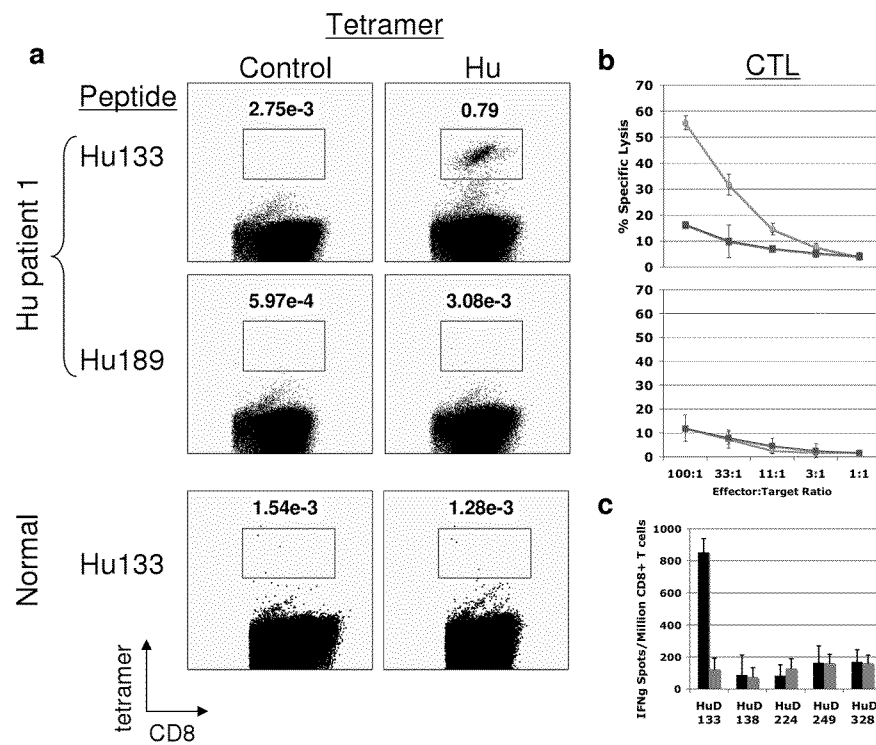 Tetramer
a
Control
Hu
Peptide
Hu patient 1
Hu133
2.75e-3
0.79
Hu189
5.97e-4
3.08e-3
Normal
Hu133
1.54e-3
1.28e-3
tetramer
CD8
b
CTL
% Specific Lysis
70
60
50
40
30
20
10
0
70
60
50
40
30
20
10
0
100:1 33:1 11:1 3:1 1:1
Effector:Target Ratio
c
IFNg Spots/Million CD8+ T cells
1000
800
600
400
200
0
HuD HuD HuD HuD HuD
133 138 224 249 328